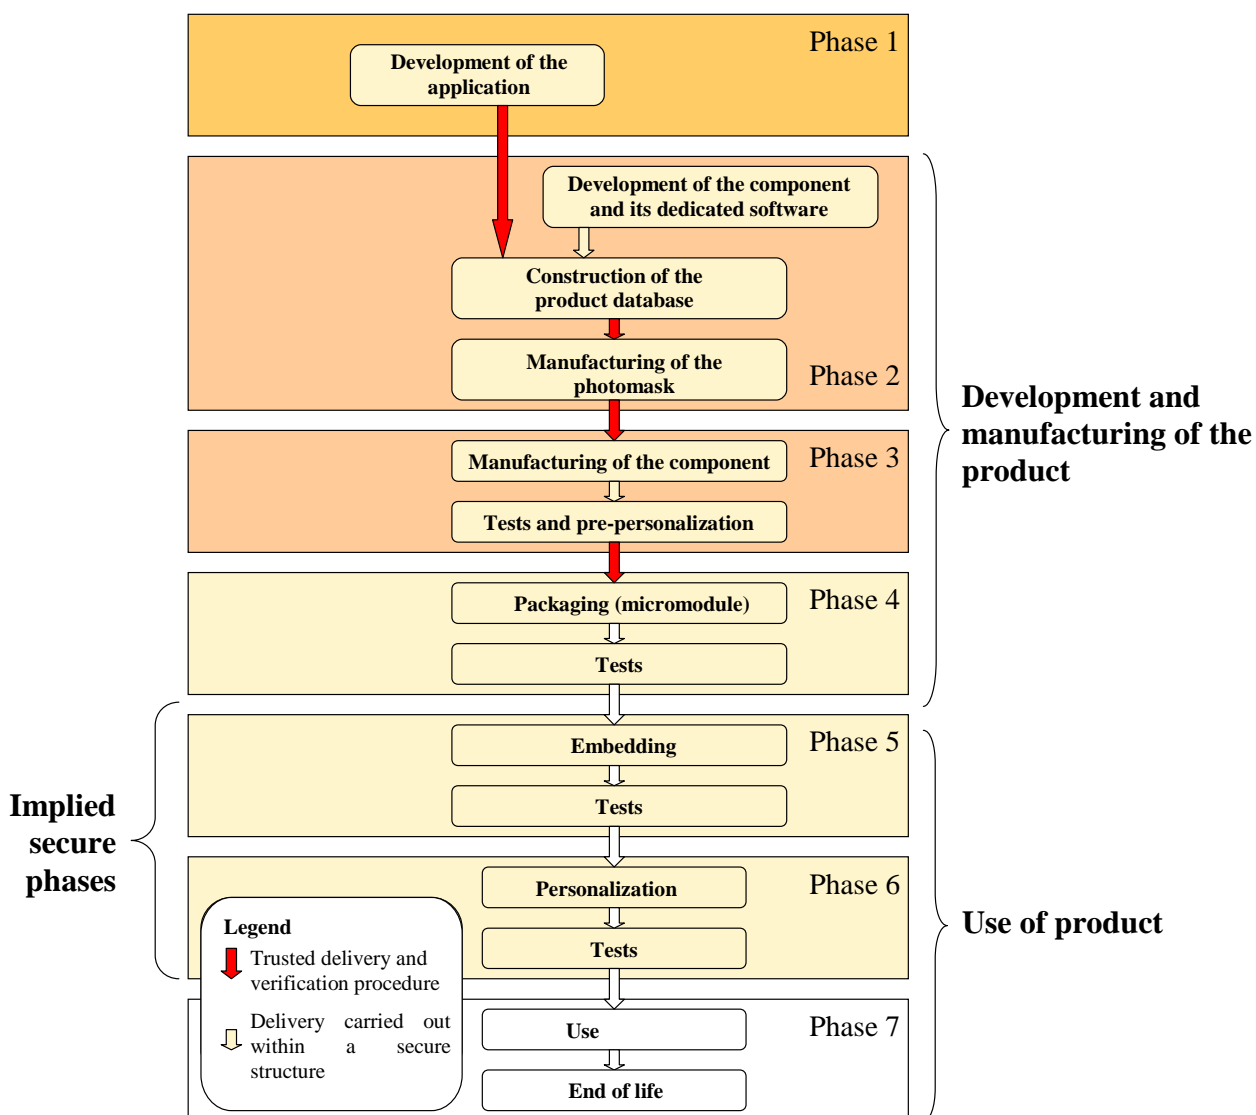 Phase 1
Development of the
application
Development of the component
and its dedicated software
Construction of the
product database
Manufacturing of the
photomask
Phase 2
Development and
manufacturing of the
product
Manufacturing of the component
Phase 3
Tests and pre-personalization
Packaging (micromodule)
Phase 4
Tests
Embedding
Phase 5
Tests
Implied
secure
phases
Personalization
Phase 6
Tests
Use of product
Legend
Trusted delivery and
verification procedure
Delivery carried out
within a secure
structure
Use
Phase 7
End of life